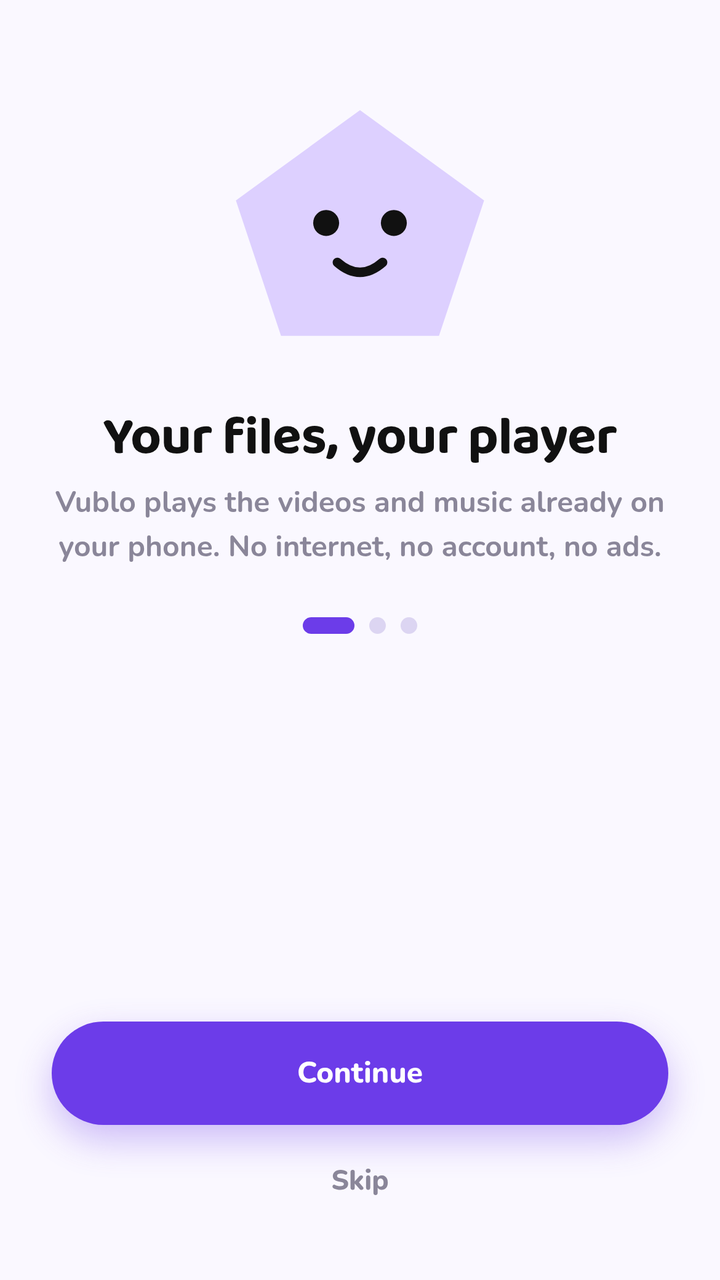 Your files, your player
Vublo plays the videos and music already on
your phone. No internet, no account, no ads.
Continue
Skip